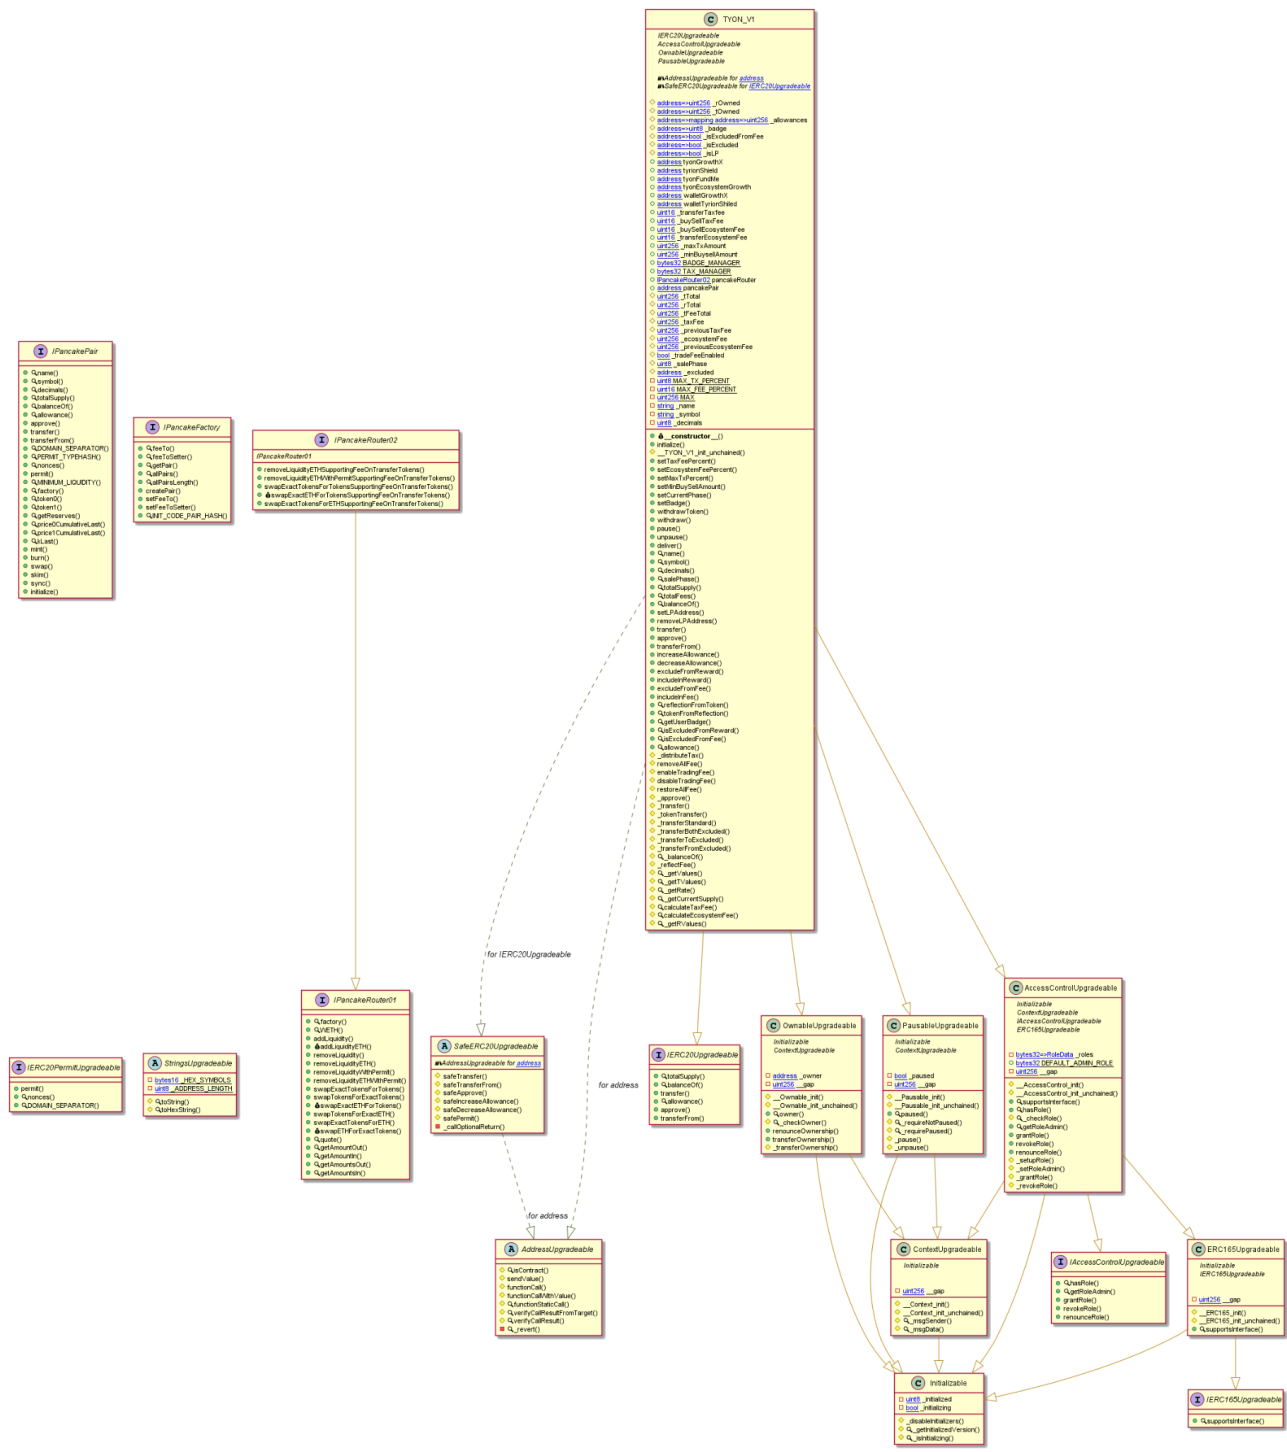 C TYON_V1
IERC20Upgradeable
AccessControlUpgradeable
OwnableUpgradeable
PausableUpgradeable
AddressUpgradeable for address
SafeERC20Upgradeable for IERC20Upgradeable
address=>uint256 _rOwned
address=>uint256 _tOwned
address=>mapping address=>uint256 _allowances
address=>uint8 _badge
address=>bool _isExcludedFromFee
address=>bool _isExcluded
address=>bool _isLP
address tyonGrowthX
address tyrionShield
address tyonFundMe
address tyonEcosystemGrowth
address walletGrowthX
address walletTyrionShiled
uint16 _transferTaxfee
uint16 _buySellTaxFee
uint16 _buySellEcosystemFee
uint16 _transferEcosystemFee
uint256 _maxTxAmount
uint256 _minBuysellAmount
bytes32 BADGE_MANAGER
bytes32 TAX_MANAGER
IPancakeRouter02 pancakeRouter
address pancakePair
uint256 _tTotal
uint256 _rTotal
uint256 _tFeeTotal
uint256 _taxFee
uint256 _previousTaxFee
uint256 _ecosystemFee
uint256 _previousEcosystemFee
bool _tradeFeeEnabled
uint8 _salePhase
address _excluded
uint8 MAX_TX_PERCENT
uint16 MAX_FEE_PERCENT
uint256 MAX
string _name
string _symbol
uint8 _decimals
__constructor__()
initialize()
__TYON_V1_init_unchained()
setTaxFeePercent()
setEcosystemFeePercent()
setMaxTxPercent()
setMinBuySellAmount()
setCurrentPhase()
setBadge()
withdrawToken()
withdraw()
pause()
unpause()
deliver()
name()
symbol()
decimals()
salePhase()
totalSupply()
totalFees()
balanceOf()
setLPAddress()
removeLPAddress()
transfer()
approve()
transferFrom()
increaseAllowance()
decreaseAllowance()
excludeFromReward()
includeInReward()
excludeFromFee()
includeInFee()
reflectionFromToken()
tokenFromReflection()
getUserBadge()
isExcludedFromReward()
isExcludedFromFee()
allowance()
_distributeTax()
removeAllFee()
enableTradingFee()
disableTradingFee()
restoreAllFee()
_approve()
_transfer()
_tokenTransfer()
_transferStandard()
_transferBothExcluded()
_transferToExcluded()
_transferFromExcluded()
_balanceOf()
_reflectFee()
_getValues()
_getTValues()
_getRate()
_getCurrentSupply()
calculateTaxFee()
calculateEcosystemFee()
_getRValues()
I IPancakePair
name()
symbol()
decimals()
totalSupply()
balanceOf()
allowance()
approve()
transfer()
transferFrom()
DOMAIN_SEPARATOR()
PERMIT_TYPEHASH()
nonces()
permit()
MINIMUM_LIQUIDITY()
factory()
token0()
token1()
getReserves()
price0CumulativeLast()
price1CumulativeLast()
kLast()
mint()
burn()
swap()
skim()
sync()
initialize()
I IPancakeFactory
feeTo()
feeToSetter()
getPair()
allPairs()
allPairsLength()
createPair()
setFeeTo()
setFeeToSetter()
INIT_CODE_PAIR_HASH()
I IPancakeRouter02
IPancakeRouter01
removeLiquidityETHSupportingFeeOnTransferTokens()
removeLiquidityETHWithPermitSupportingFeeOnTransferTokens()
swapExactTokensForTokensSupportingFeeOnTransferTokens()
swapExactETHForTokensSupportingFeeOnTransferTokens()
swapExactTokensForETHSupportingFeeOnTransferTokens()
for IERC20Upgradeable
for address
for address
I IERC20PermitUpgradeable
permit()
nonces()
DOMAIN_SEPARATOR()
A StringsUpgradeable
bytes16 _HEX_SYMBOLS
uint8 _ADDRESS_LENGTH
toString()
toHexString()
I IPancakeRouter01
factory()
WETH()
addLiquidity()
addLiquidityETH()
removeLiquidity()
removeLiquidityETH()
removeLiquidityWithPermit()
removeLiquidityETHWithPermit()
swapExactTokensForTokens()
swapTokensForExactTokens()
swapExactETHForTokens()
swapTokensForExactETH()
swapExactTokensForETH()
swapETHForExactTokens()
quote()
getAmountOut()
getAmountIn()
getAmountsOut()
getAmountsIn()
A SafeERC20Upgradeable
AddressUpgradeable for address
safeTransfer()
safeTransferFrom()
safeApprove()
safeIncreaseAllowance()
safeDecreaseAllowance()
safePermit()
_callOptionalReturn()
I IERC20Upgradeable
totalSupply()
balanceOf()
transfer()
allowance()
approve()
transferFrom()
C OwnableUpgradeable
Initializable
ContextUpgradeable
address _owner
uint256 __gap
__Ownable_init()
__Ownable_init_unchained()
owner()
_checkOwner()
renounceOwnership()
transferOwnership()
_transferOwnership()
C PausableUpgradeable
Initializable
ContextUpgradeable
bool _paused
uint256 __gap
__Pausable_init()
__Pausable_init_unchained()
paused()
_requireNotPaused()
_requirePaused()
_pause()
_unpause()
C AccessControlUpgradeable
Initializable
ContextUpgradeable
IAccessControlUpgradeable
ERC165Upgradeable
bytes32=>RoleData _roles
bytes32 DEFAULT_ADMIN_ROLE
uint256 __gap
__AccessControl_init()
__AccessControl_init_unchained()
supportsInterface()
hasRole()
_checkRole()
getRoleAdmin()
grantRole()
revokeRole()
renounceRole()
_setupRole()
_setRoleAdmin()
_grantRole()
_revokeRole()
A AddressUpgradeable
isContract()
sendValue()
functionCall()
functionCallWithValue()
functionStaticCall()
verifyCallResultFromTarget()
verifyCallResult()
_revert()
C ContextUpgradeable
Initializable
uint256 __gap
__Context_init()
__Context_init_unchained()
_msgSender()
_msgData()
I IAccessControlUpgradeable
hasRole()
getRoleAdmin()
grantRole()
revokeRole()
renounceRole()
C ERC165Upgradeable
Initializable
IERC165Upgradeable
uint256 __gap
__ERC165_init()
__ERC165_init_unchained()
supportsInterface()
C Initializable
uint8 _initialized
bool _initializing
_disableInitializers()
_getInitializedVersion()
_isInitializing()
I IERC165Upgradeable
supportsInterface()